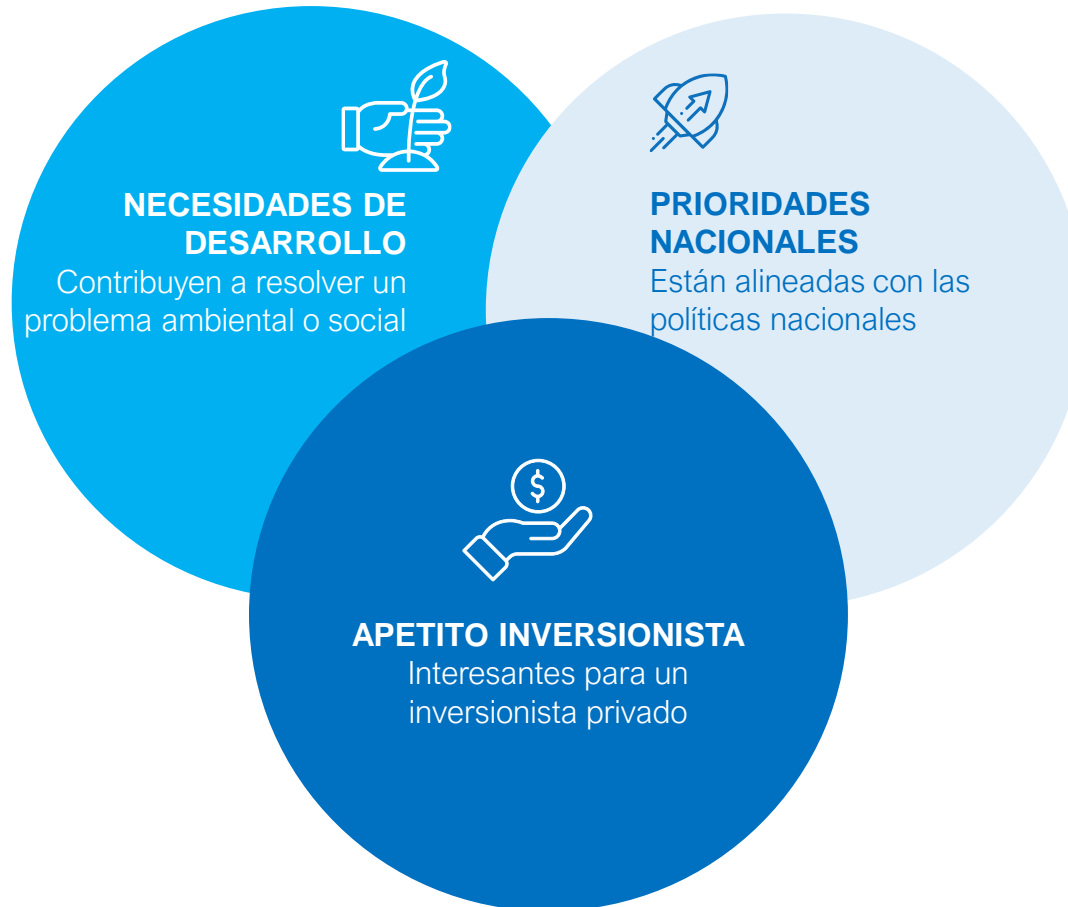 NECESIDADES DE
DESARROLLO
Contribuyen a resolver un
problema ambiental o social
PRIORIDADES
NACIONALES
Están alineadas con las
políticas nacionales
$
APETITO INVERSIONISTA
Interesantes para un
inversionista privado